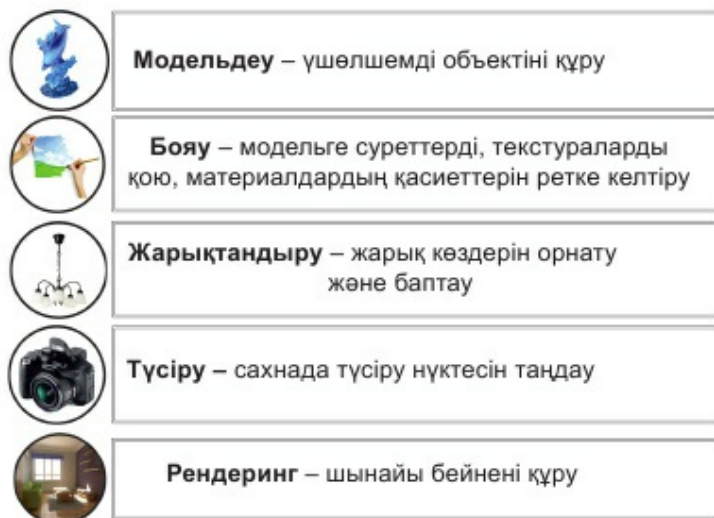 Модельдеу – үшөлшемді объектіні құру
Бояу – модельге суреттерді, текстураларды
қою, материалдардың қасиеттерін ретке келтіру
Жарықтандыру – жарық көздерін орнату
және баптау
Түсіру – сахнада түсіру нүктесін таңдау
Рендеринг – шынайы бейнені құру